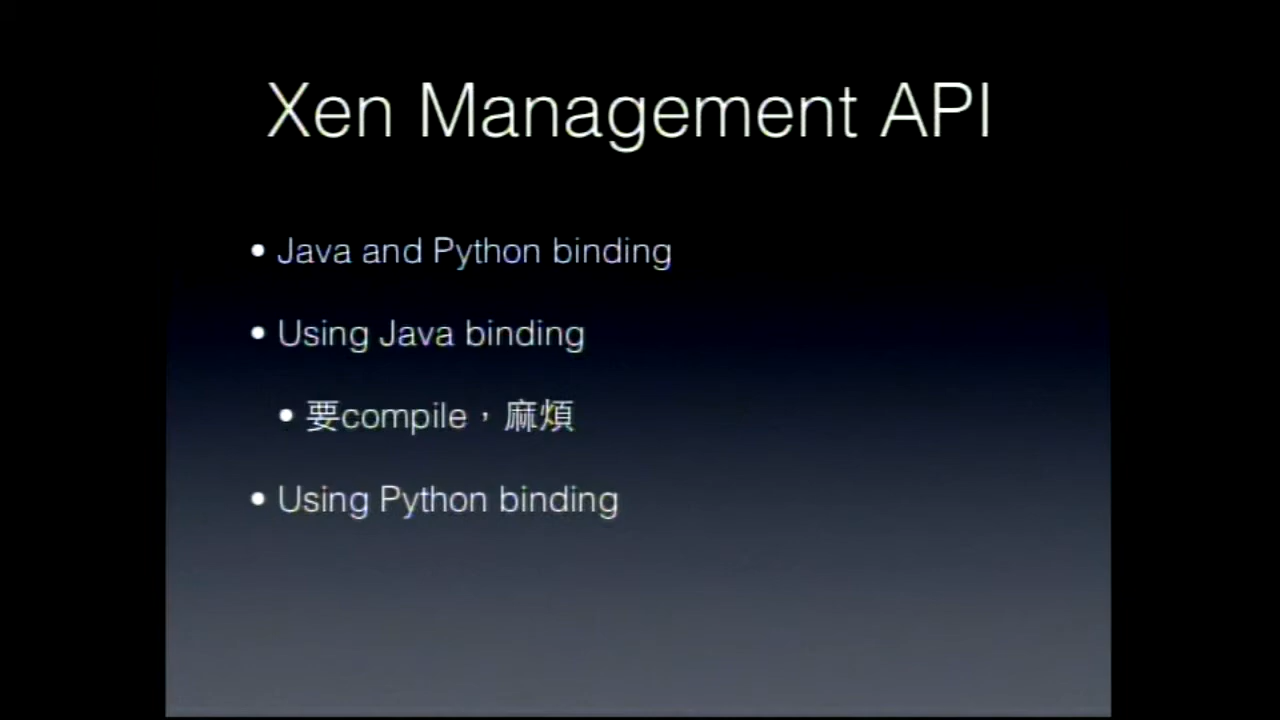 Xen Management API
• Java and Python binding
• Using Java binding
• 要compile，麻煩
• Using Python binding